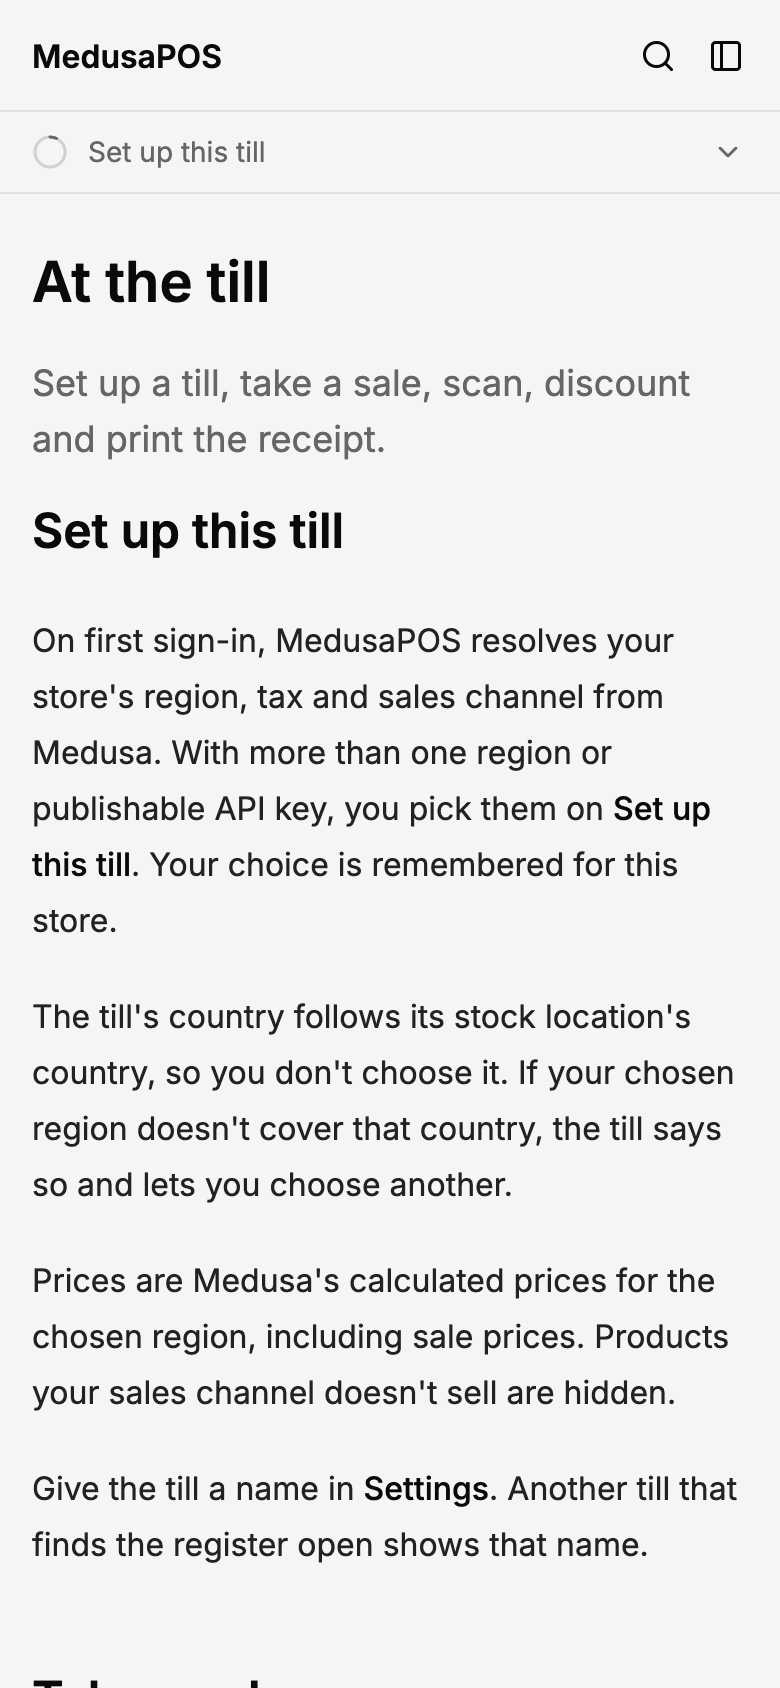 MedusaPOS
Set up this till
At the till
Set up a till, take a sale, scan, discount
and print the receipt.
Set up this till
On first sign-in, MedusaPOS resolves your
store's region, tax and sales channel from
Medusa. With more than one region or
publishable API key, you pick them on Set up
this till. Your choice is remembered for this
store.
The till's country follows its stock location's
country, so you don't choose it. If your chosen
region doesn't cover that country, the till says
so and lets you choose another.
Prices are Medusa's calculated prices for the
chosen region, including sale prices. Products
your sales channel doesn't sell are hidden.
Give the till a name in Settings. Another till that
finds the register open shows that name.